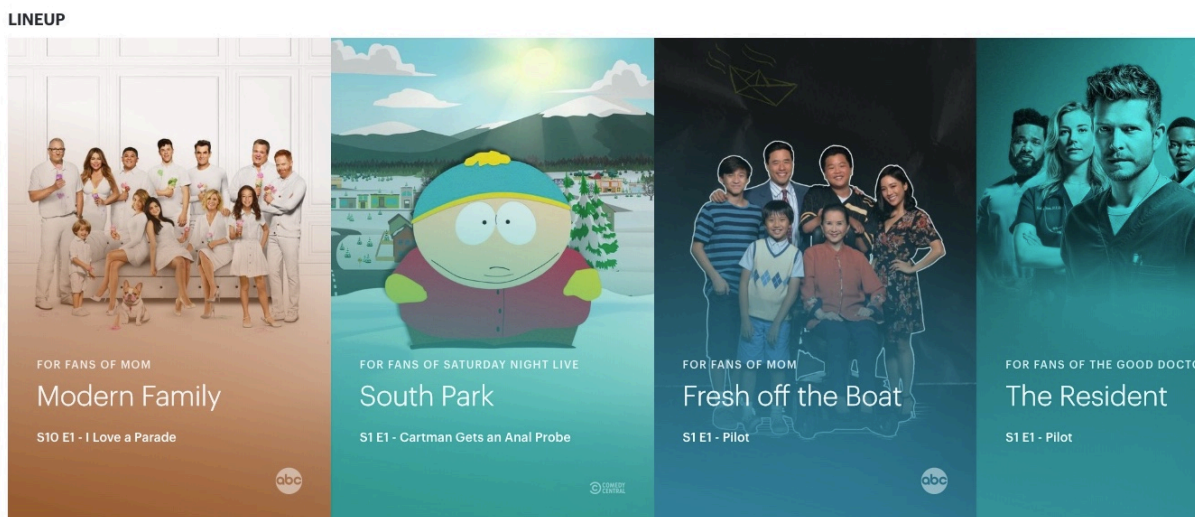 LINEUP
FOR FANS OF MOM
Modern Family
S10 E1 - I Love a Parade
abc
FOR FANS OF SATURDAY NIGHT LIVE
South Park
S1 E1 - Cartman Gets an Anal Probe
COMEDY
CENTRAL
FOR FANS OF MOM
Fresh off the Boat
S1 E1 - Pilot
abc
FOR FANS OF THE GOOD DOCTO
The Resident
S1 E1 - Pilot